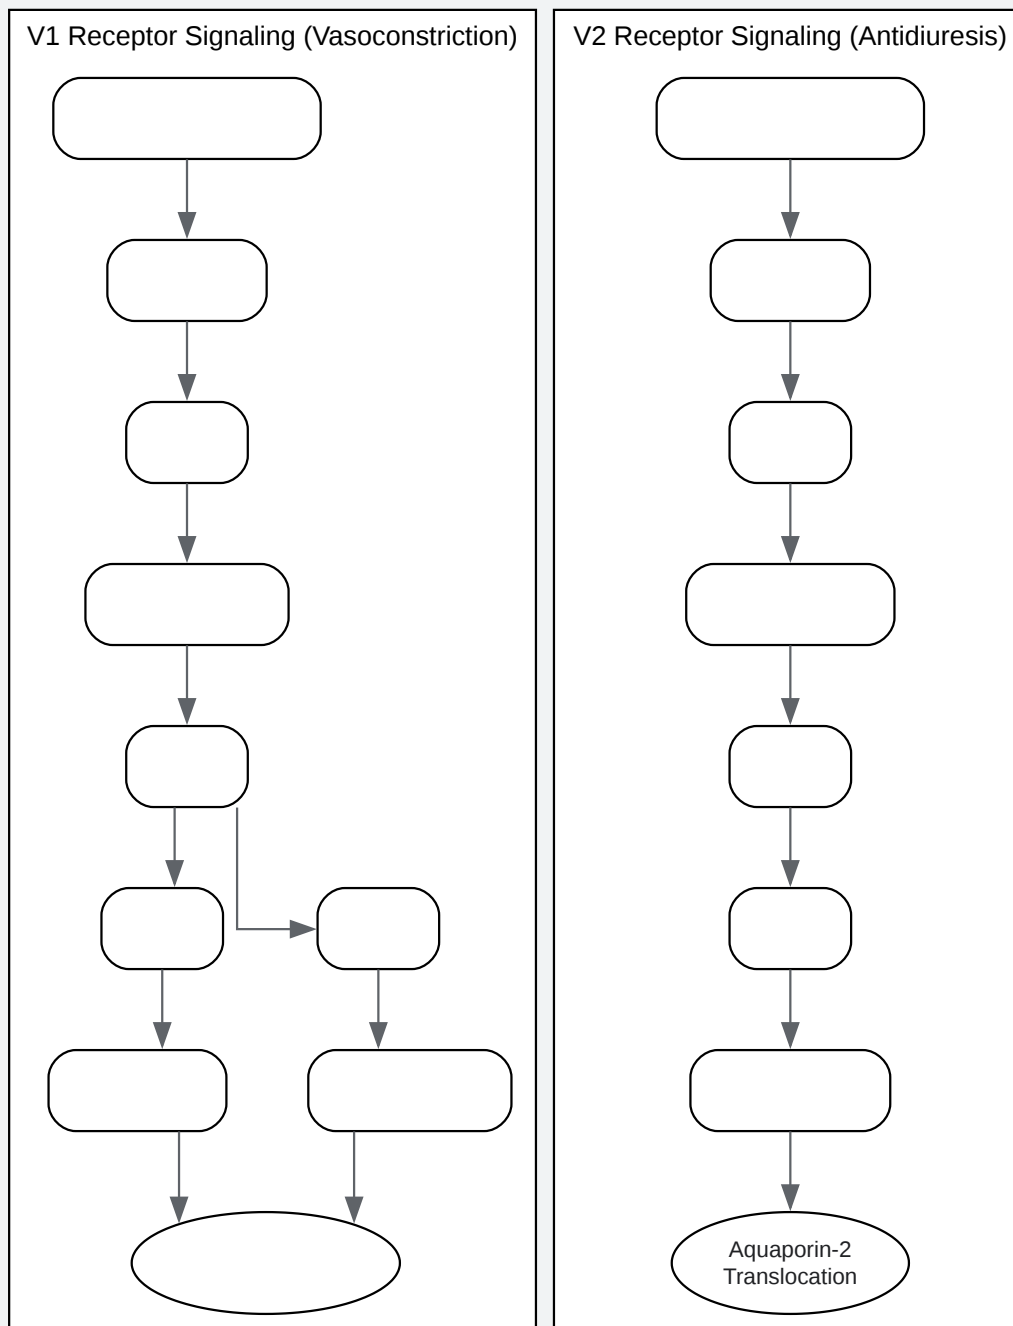 V1 Receptor Signaling (Vasoconstriction)
V2 Receptor Signaling (Antidiuresis)
Aquaporin-2
Translocation